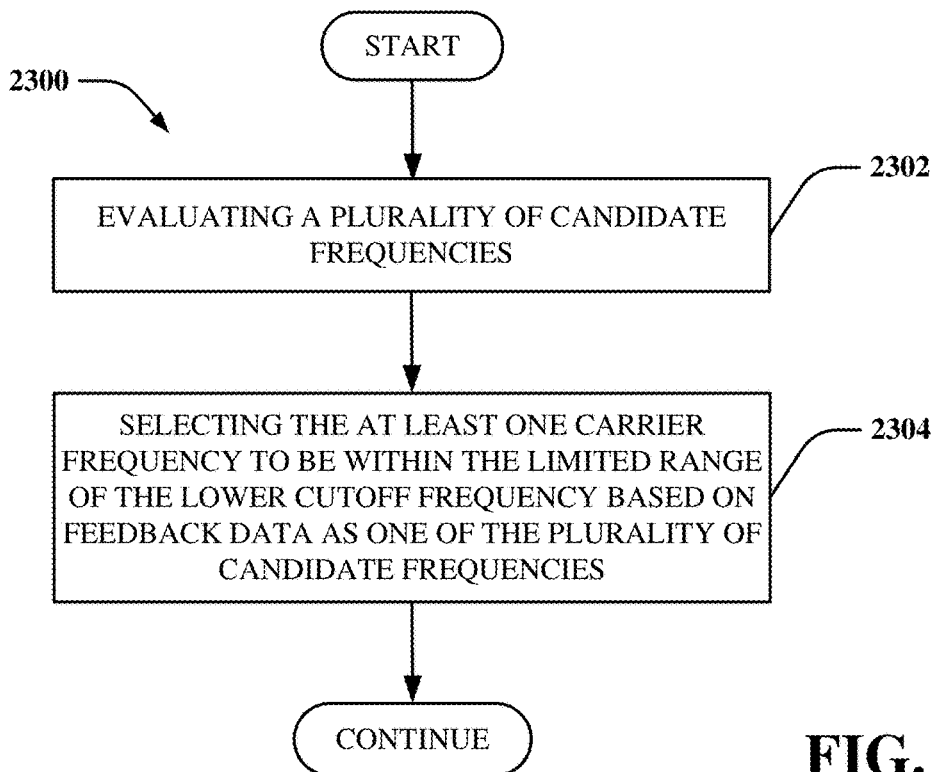 START
2300
2302
EVALUATING A PLURALITY OF CANDIDATE
FREQUENCIES
SELECTING THE AT LEAST ONE CARRIER
FREQUENCY TO BE WITHIN THE LIMITED RANGE
OF THE LOWER CUTOFF FREQUENCY BASED ON
FEEDBACK DATA AS ONE OF THE PLURALITY OF
CANDIDATE FREQUENCIES
2304
CONTINUE
FIG.